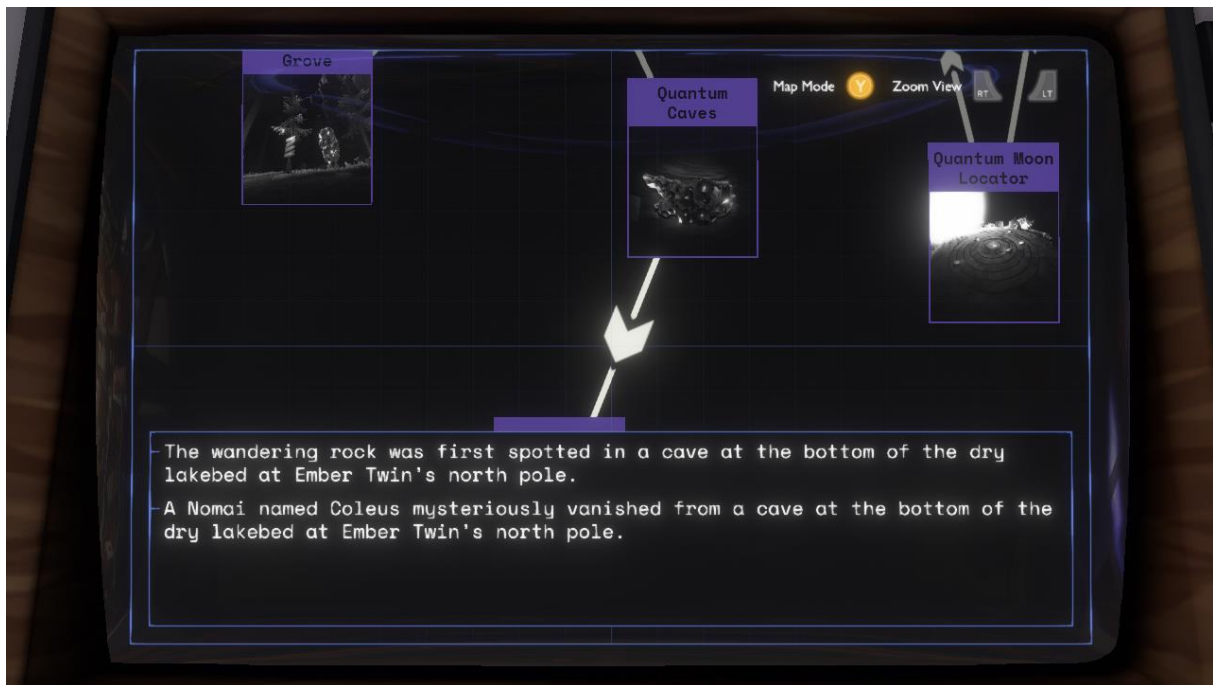 Grove
Quantum
Caves
Map Mode Y Zoom View RT LT
Quantum Moon
Locator
The wandering rock was first spotted in a cave at the bottom of the dry
lakebed at Ember Twin's north pole.
A Nomai named Coleus mysteriously vanished from a cave at the bottom of the
dry lakebed at Ember Twin's north pole.